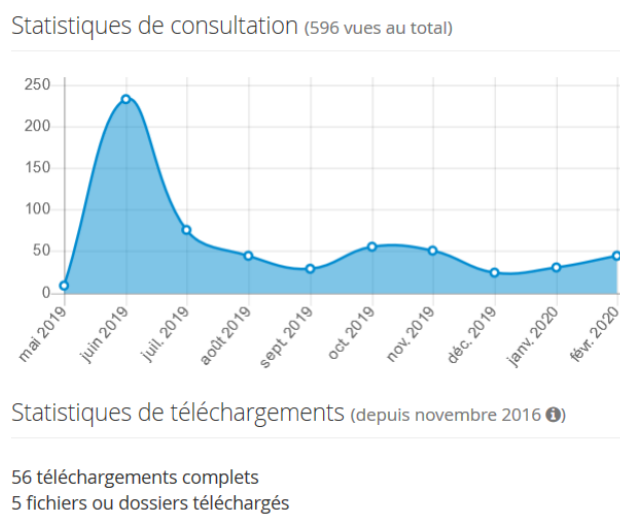 Statistiques de consultation (596 vues au total)
250
200
150
100
50
0
mai 2019
juin 2019
juil. 2019
août 2019
sept. 2019
oct. 2019
nov. 2019
déc. 2019
janv. 2020
févr. 2020
Statistiques de téléchargements (depuis novembre 2016 )
56 téléchargements complets
5 fichiers ou dossiers téléchargés